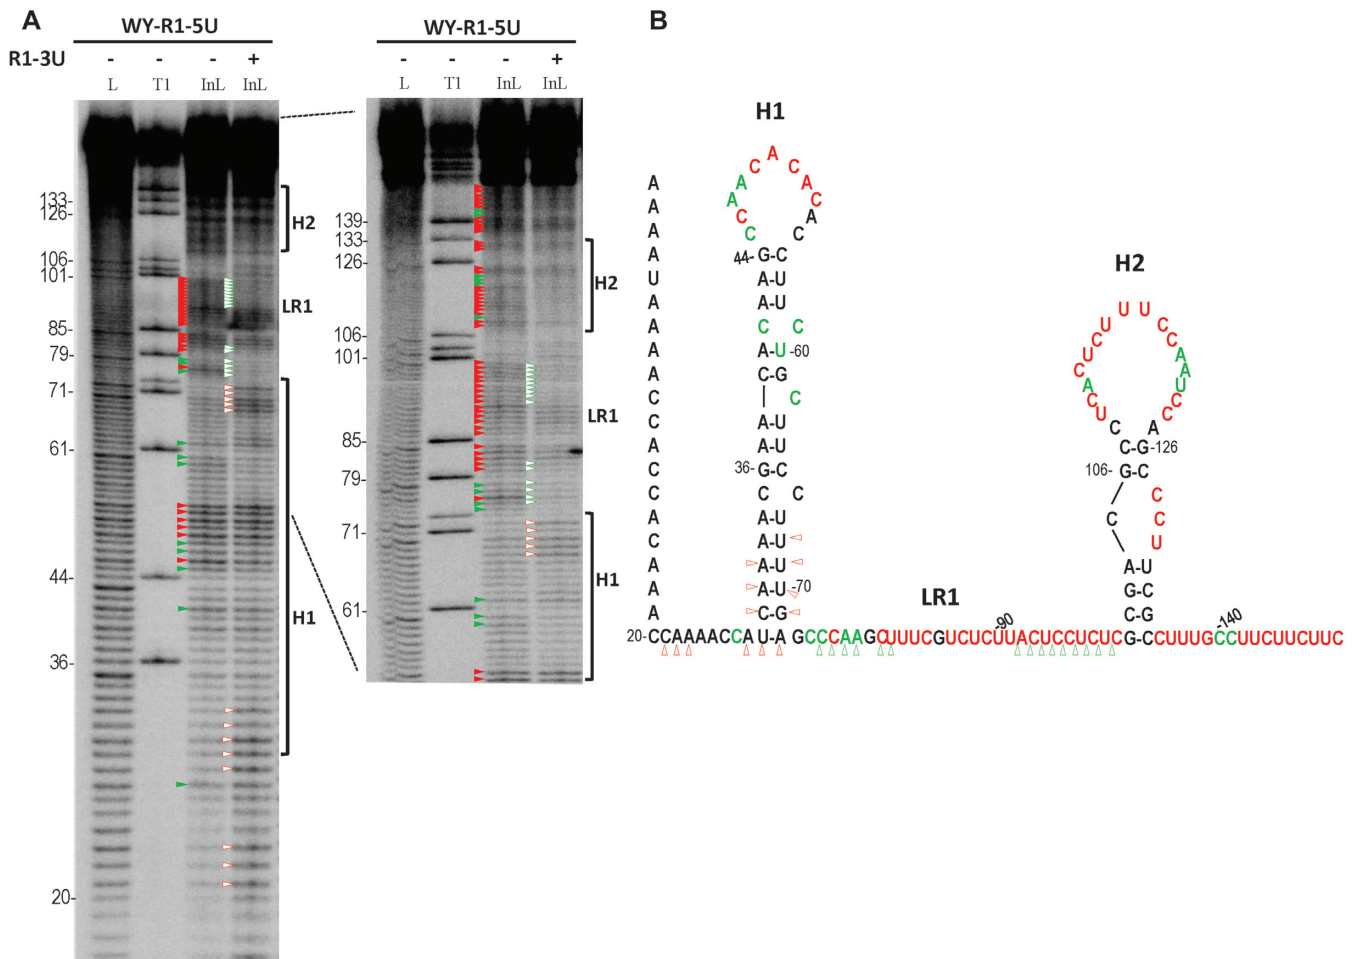 A
WY-R1-5U
R1-3U - - - +
L T1 InL InL
133-
126-
106-
101-
85-
79-
71-
61-
44-
36-
20-
H2
LR1
H1
WY-R1-5U
- - - +
L T1 InL InL
139-
133-
126-
106-
101-
85-
79-
71-
61-
H2
LR1
H1
B
H1
A
A
A
A
U
A
A
A
A
C
C
A
C
C
A
C
A
A
A
A C A C A
A C C C A C
44-G-C
A-U
A-U
C C
A-U-60
C-G
C
A-U
A-U
36-G-C
C C
A-U
A-U
A-U
A-U-70
C-G
H2
C U C U U U C C A A U C C A
A C U C
C-G-126
106-G-C
C
C
C
U
A-U
G-C
C-G
LR1
-90
-140
20-CCAAAACCAU-AGCCCAAGCUUUCGUCUCUUACUCCUCUCG-CCUUUGCCUUCUUCUUC